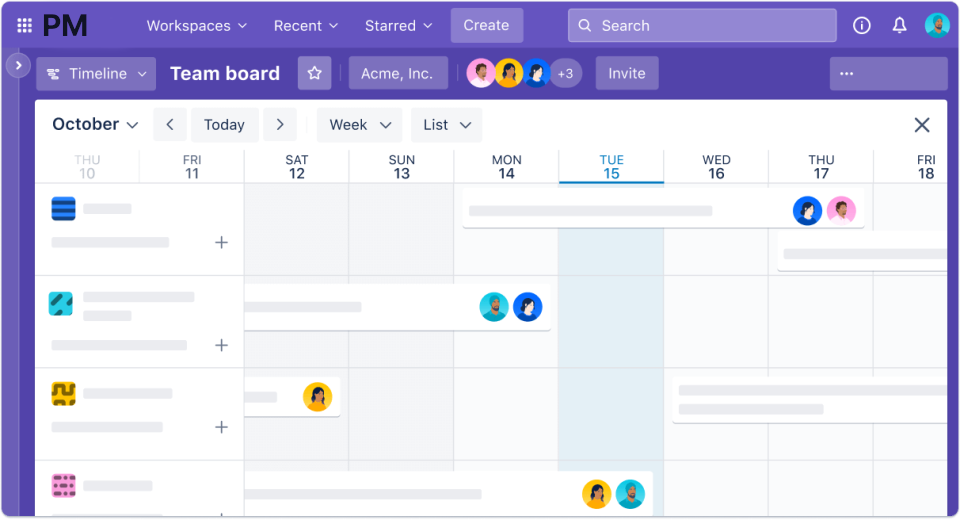 PM Workspaces Recent Starred Create Search
Timeline Team board Acme, Inc. +3 Invite
October Today Week List
THU FRI SAT SUN MON TUE WED THU FRI
10 11 12 13 14 15 16 17 18